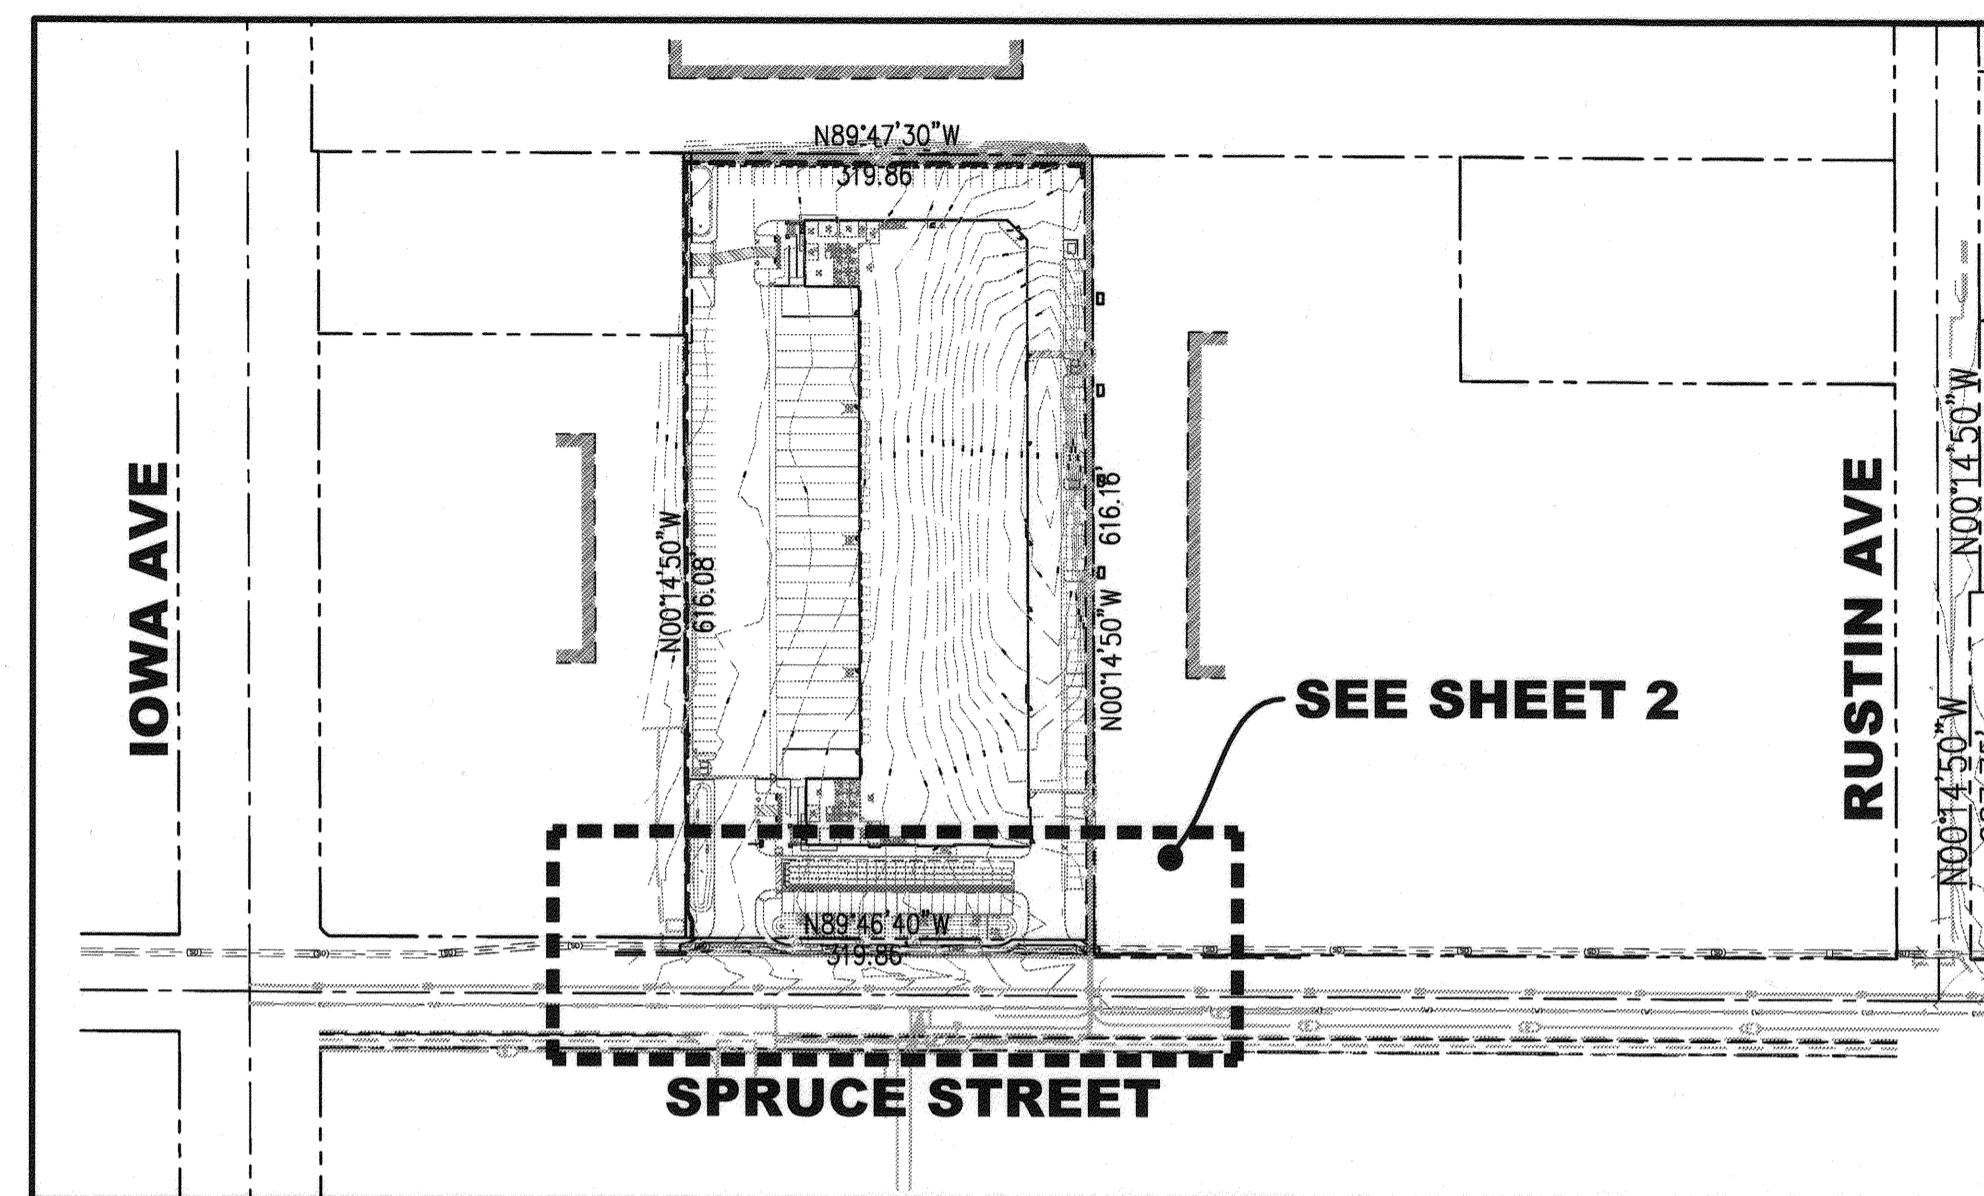 N89°47'30"W
319.86
IOWA AVE
N00°14'50"W
616.08'
N00°14'50"W 616.16'
SEE SHEET 2
RUSTIN AVE
N00°14'50"W
N00°14'50"W
N89°46'40"W
319.86
SPRUCE STREET